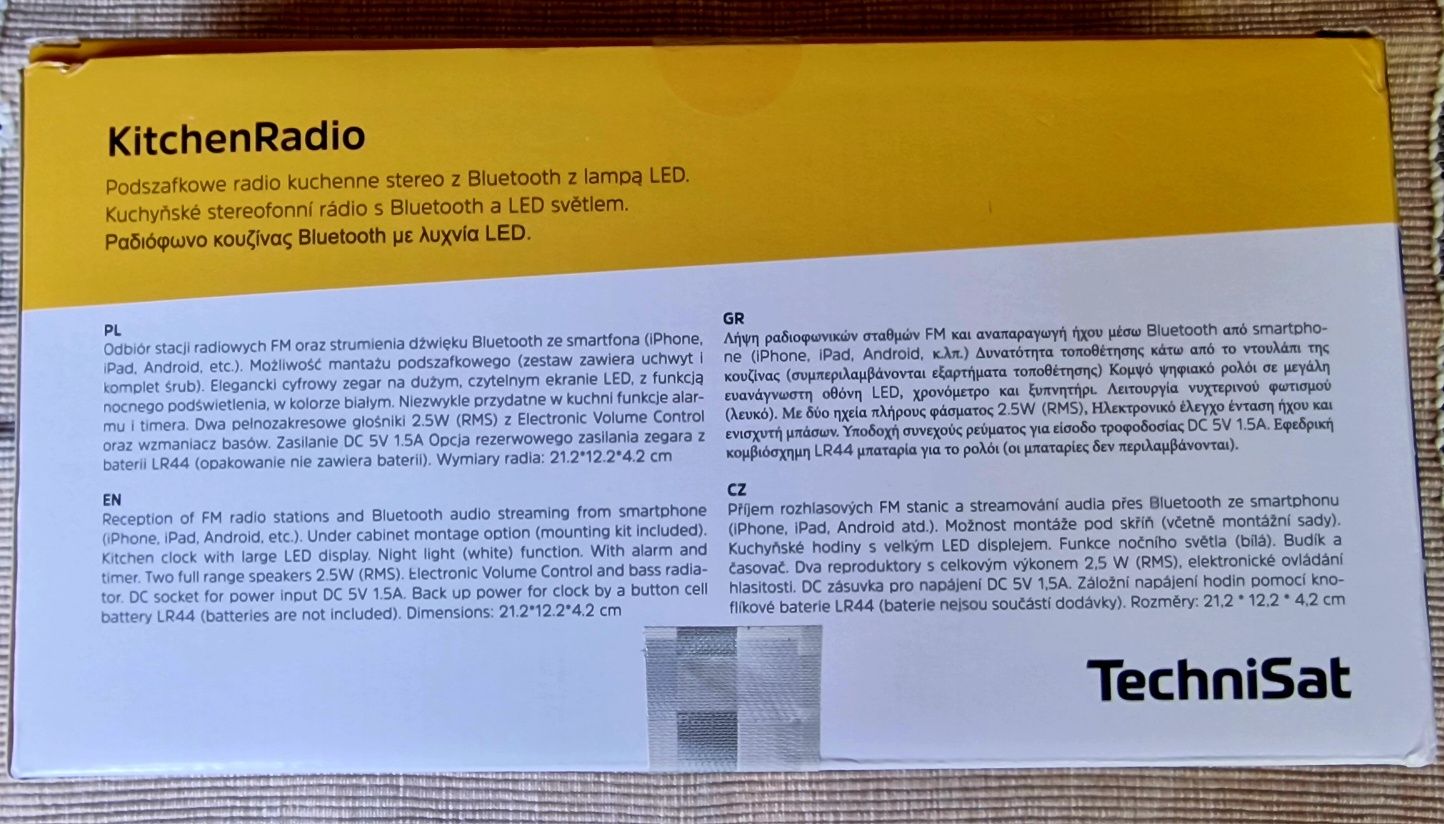 KitchenRadio
Podszafkowe radio kuchenne stereo z Bluetooth z lampą LED.
Kuchyňské stereofonní rádio s Bluetooth a LED světlem.
Ραδιόφωνο κουζίνας Bluetooth με λυχνία LED.
PL
Odbiór stacji radiowych FM oraz strumienia dźwięku Bluetooth ze smartfona (iPhone,
iPad, Android, etc.). Możliwość mantażu podszafkowego (zestaw zawiera uchwyt i
komplet śrub). Elegancki cyfrowy zegar na dużym, czytelnym ekranie LED, z funkcją
nocnego podświetlenia, w kolorze białym. Niezwykle przydatne w kuchni funkcje alar-
mu i timera. Dwa pełnozakresowe głośniki 2.5W (RMS) z Electronic Volume Control
oraz wzmaniacz basów. Zasilanie DC 5V 1.5A Opcja rezerwowego zasilania zegara z
baterii LR44 (opakowanie nie zawiera baterii). Wymiary radia: 21.2*12.2*4.2 cm
EN
Reception of FM radio stations and Bluetooth audio streaming from smartphone
(iPhone, iPad, Android, etc.). Under cabinet montage option (mounting kit included).
Kitchen clock with large LED display. Night light (white) function. With alarm and
timer. Two full range speakers 2.5W (RMS). Electronic Volume Control and bass radia-
tor. DC socket for power input DC 5V 1.5A. Back up power for clock by a button cell
battery LR44 (batteries are not included). Dimensions: 21.2*12.2*4.2 cm
GR
Λήψη ραδιοφωνικών σταθμών FM και αναπαραγωγή ήχου μέσω Bluetooth από smartpho-
ne (iPhone, iPad, Android, κ.λπ.) Δυνατότητα τοποθέτησης κάτω από το ντουλάπι της
κουζίνας (συμπεριλαμβάνονται εξαρτήματα τοποθέτησης) Κομψό ψηφιακό ρολόι σε μεγάλη
ευανάγνωστη οθόνη LED, χρονόμετρο και ξυπνητήρι. Λειτουργία νυχτερινού φωτισμού
(λευκό). Με δύο ηχεία πλήρους φάσματος 2.5W (RMS), Ηλεκτρονικό έλεγχο ένταση ήχου και
ενισχυτή μπάσων. Υποδοχή συνεχούς ρεύματος για είσοδο τροφοδοσίας DC 5V 1.5A. Εφεδρική
κομβιόσχημη LR44 μπαταρία για το ρολόι (οι μπαταρίες δεν περιλαμβάνονται).
CZ
Příjem rozhlasových FM stanic a streamování audia přes Bluetooth ze smartphonu
(iPhone, iPad, Android atd.). Možnost montáže pod skříň (včetně montážní sady).
Kuchyňské hodiny s velkým LED displejem. Funkce nočního světla (bílá). Budík a
časovač. Dva reproduktory s celkovým výkonem 2,5 W (RMS), elektronické ovládání
hlasitosti. DC zásuvka pro napájení DC 5V 1,5A. Záložní napájení hodin pomocí kno-
flíkové baterie LR44 (baterie nejsou součástí dodávky). Rozměry: 21,2 * 12,2 * 4,2 cm
TechniSat